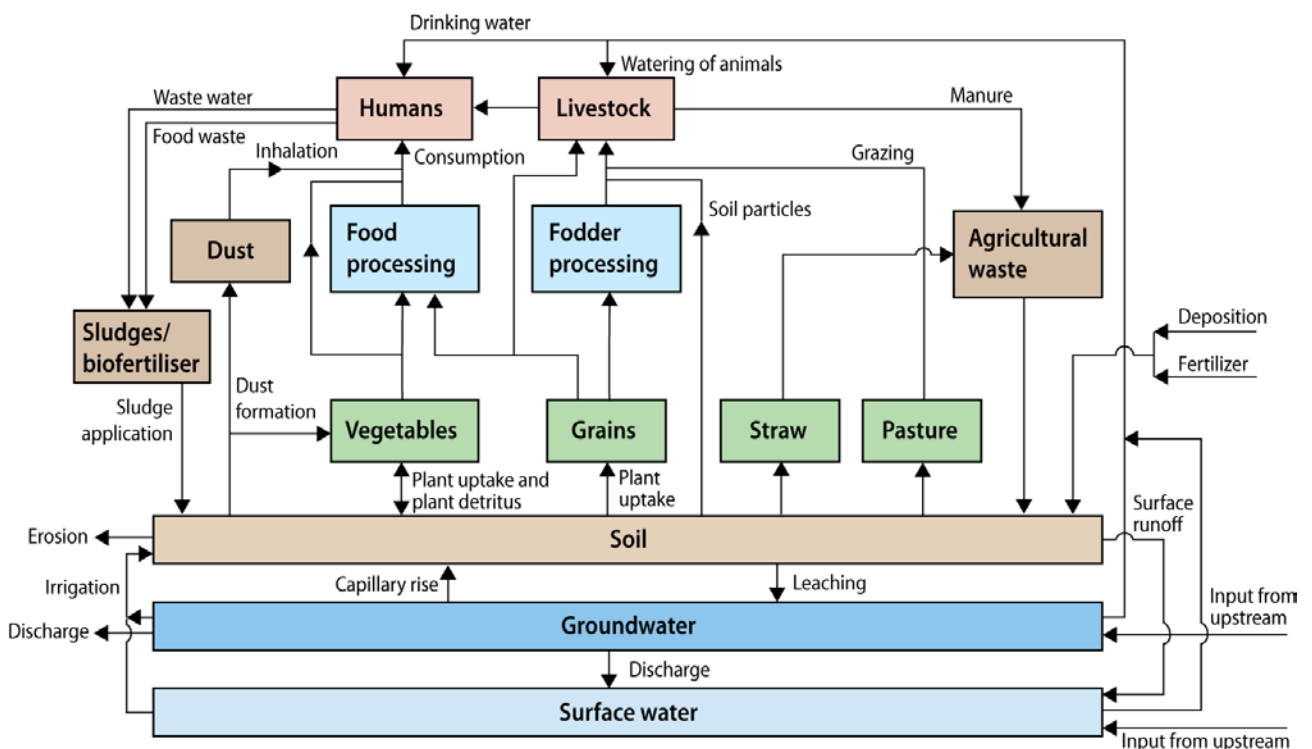 Drinking water
Watering of animals
Waste water
Humans
Livestock
Manure
Food waste
Inhalation
Consumption
Grazing
Soil particles
Dust
Food
processing
Fodder
processing
Agricultural
waste
Sludges/
biofertiliser
Deposition
Fertilizer
Sludge
application
Dust
formation
Vegetables
Grains
Straw
Pasture
Plant uptake and
plant detritus
Plant
uptake
Surface
runoff
Erosion
Soil
Irrigation
Capillary rise
Leaching
Input from
upstream
Discharge
Groundwater
Discharge
Surface water
Input from upstream